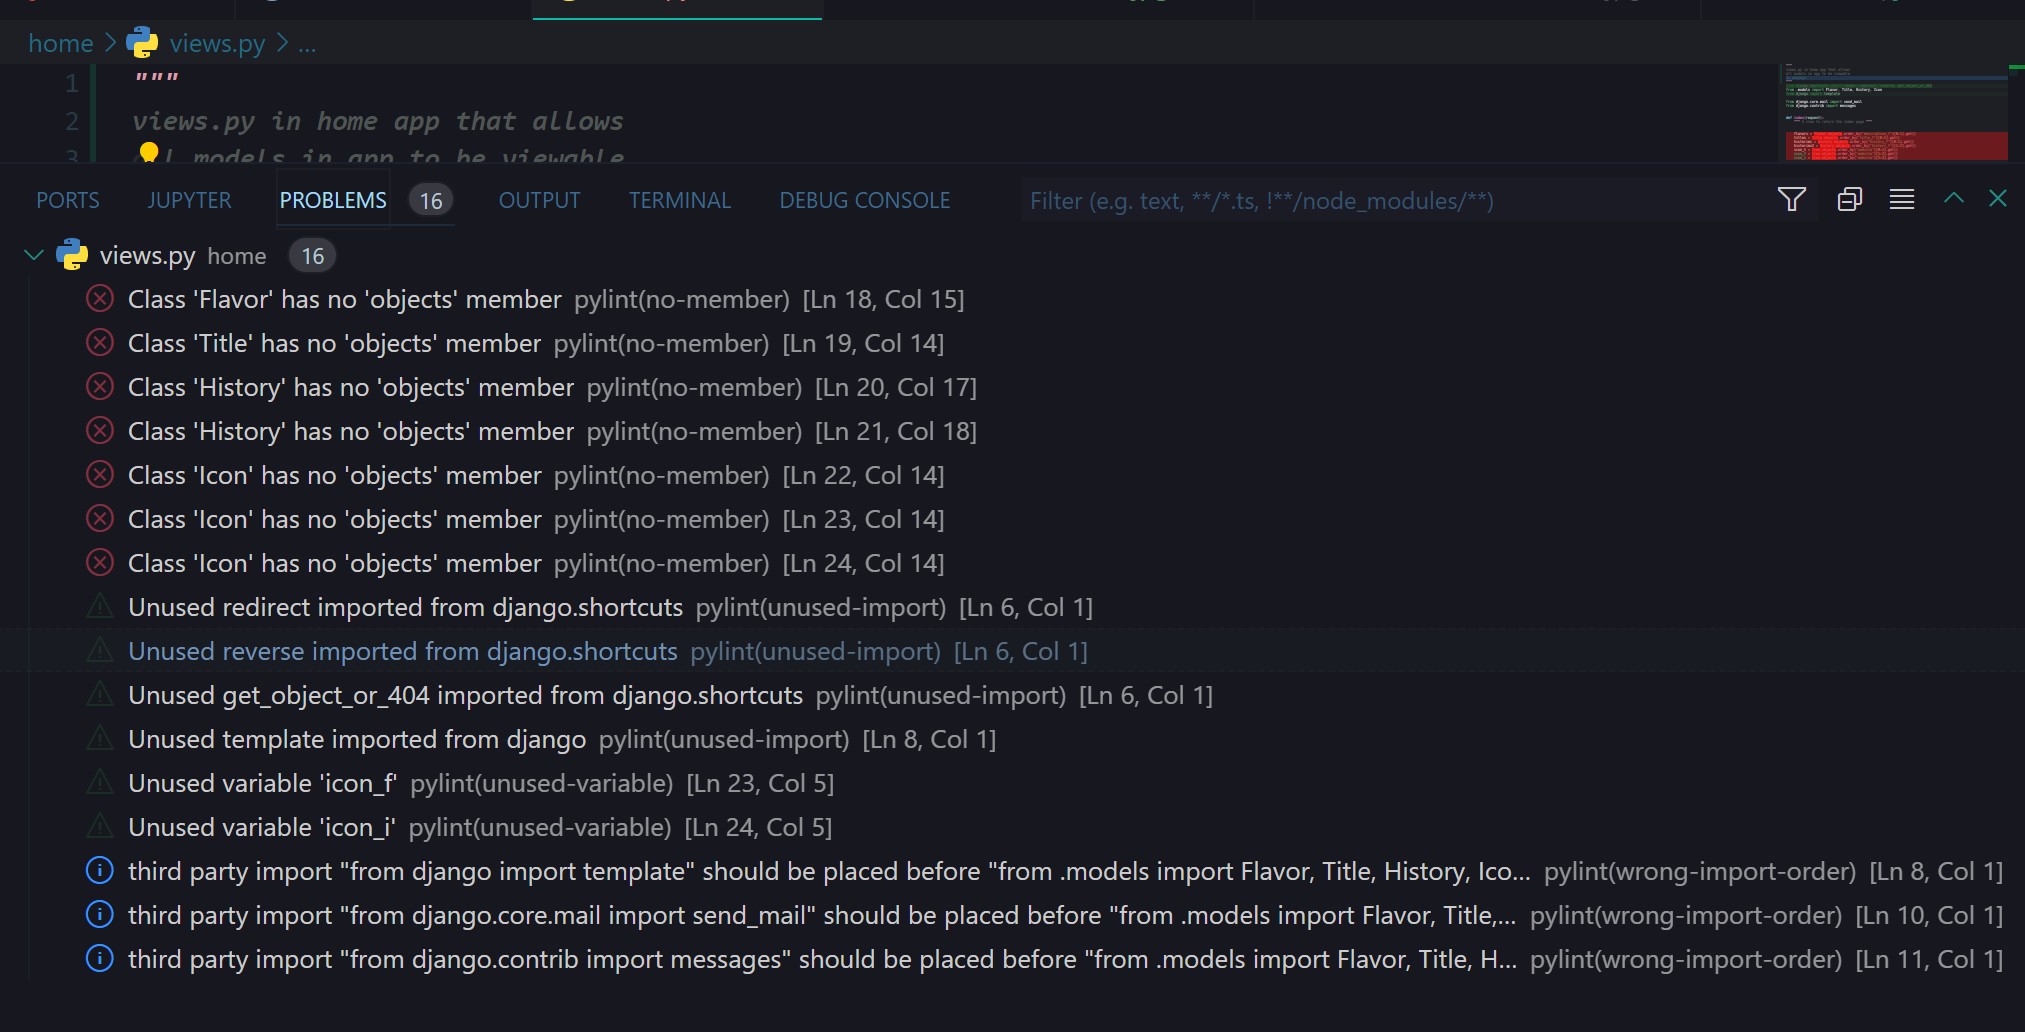 home > views.py > ...
1 """
2 views.py in home app that allows
3 all models in app to be viewable
PORTS JUPYTER PROBLEMS 16 OUTPUT TERMINAL DEBUG CONSOLE Filter (e.g. text, **/*.ts, !**/node_modules/**)
views.py home 16
Class 'Flavor' has no 'objects' member pylint(no-member) [Ln 18, Col 15]
Class 'Title' has no 'objects' member pylint(no-member) [Ln 19, Col 14]
Class 'History' has no 'objects' member pylint(no-member) [Ln 20, Col 17]
Class 'History' has no 'objects' member pylint(no-member) [Ln 21, Col 18]
Class 'Icon' has no 'objects' member pylint(no-member) [Ln 22, Col 14]
Class 'Icon' has no 'objects' member pylint(no-member) [Ln 23, Col 14]
Class 'Icon' has no 'objects' member pylint(no-member) [Ln 24, Col 14]
Unused redirect imported from django.shortcuts pylint(unused-import) [Ln 6, Col 1]
Unused reverse imported from django.shortcuts pylint(unused-import) [Ln 6, Col 1]
Unused get_object_or_404 imported from django.shortcuts pylint(unused-import) [Ln 6, Col 1]
Unused template imported from django pylint(unused-import) [Ln 8, Col 1]
Unused variable 'icon_f' pylint(unused-variable) [Ln 23, Col 5]
Unused variable 'icon_i' pylint(unused-variable) [Ln 24, Col 5]
third party import "from django import template" should be placed before "from .models import Flavor, Title, History, Ico... pylint(wrong-import-order) [Ln 8, Col 1]
third party import "from django.core.mail import send_mail" should be placed before "from .models import Flavor, Title,... pylint(wrong-import-order) [Ln 10, Col 1]
third party import "from django.contrib import messages" should be placed before "from .models import Flavor, Title, H... pylint(wrong-import-order) [Ln 11, Col 1]